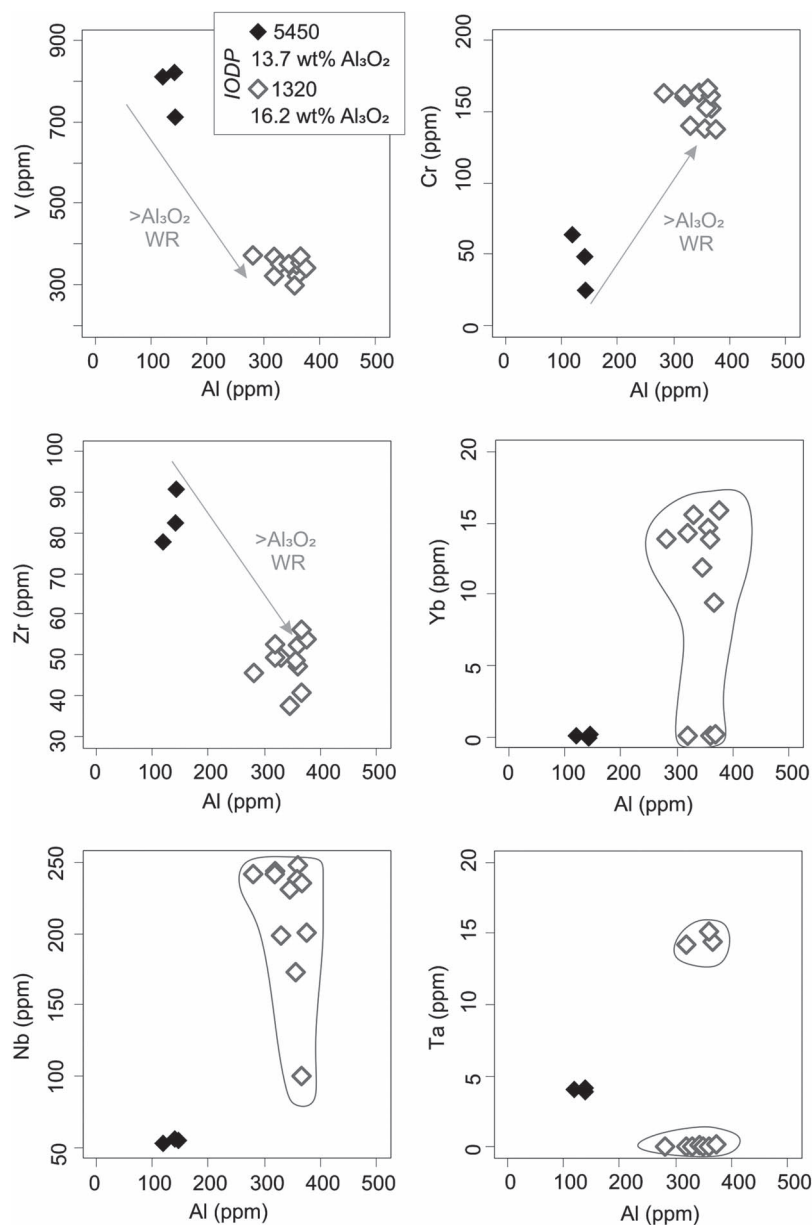 900
700
500
300
V (ppm)
0 100 200 300 400 500
Al (ppm)
IODP
5450
13.7 wt% Al₃O₂
1320
16.2 wt% Al₃O₂
>Al₃O₂
WR
200
150
100
50
0
Cr (ppm)
0 100 200 300 400 500
Al (ppm)
>Al₃O₂
WR
100
90
80
70
60
50
40
30
Zr (ppm)
0 100 200 300 400 500
Al (ppm)
>Al₃O₂
WR
20
15
10
5
0
Yb (ppm)
0 100 200 300 400 500
Al (ppm)
250
200
150
100
50
Nb (ppm)
0 100 200 300 400 500
Al (ppm)
20
15
10
5
0
Ta (ppm)
0 100 200 300 400 500
Al (ppm)